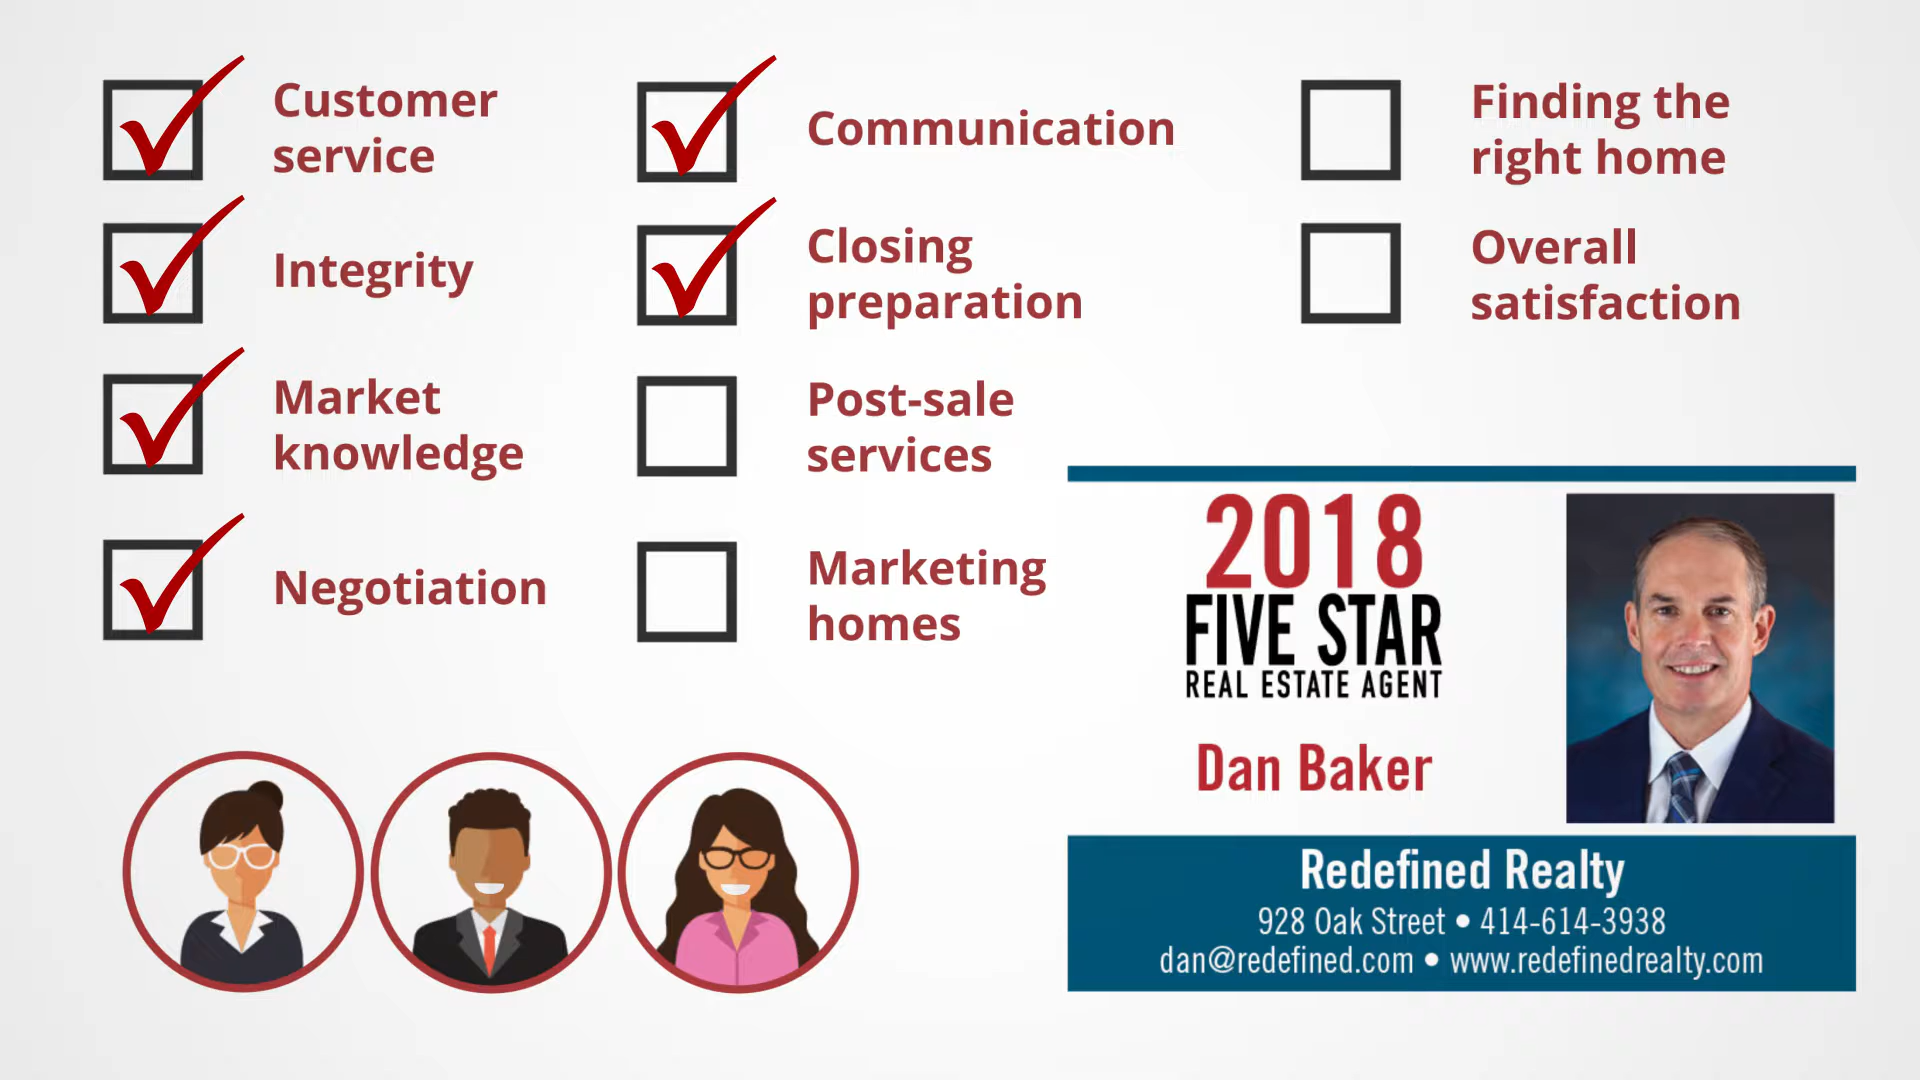 Customer
service
Integrity
Market
knowledge
Negotiation
Communication
Closing
preparation
Post-sale
services
Marketing
homes
Finding the
right home
Overall
satisfaction
2018
FIVE STAR
REAL ESTATE AGENT
Dan Baker
Redefined Realty
928 Oak Street • 414-614-3938
dan@redefined.com • www.redefinedrealty.com